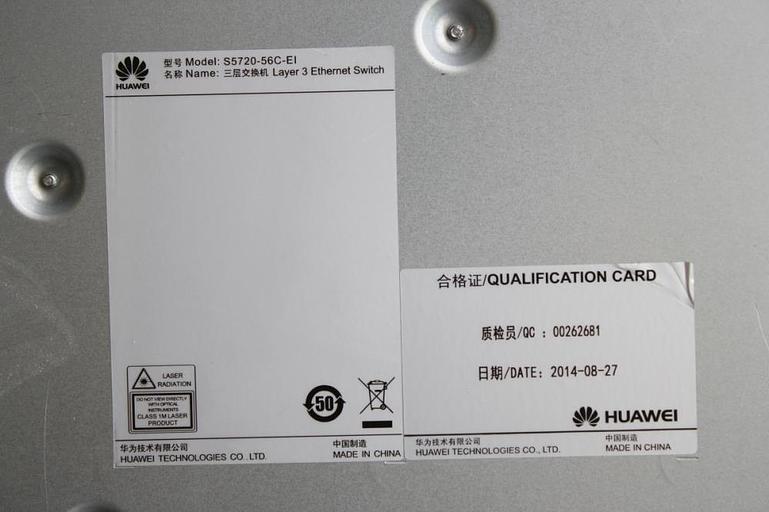 型号 Model: S5720-56C-EI
名称 Name: 三层交换机 Layer 3 Ethernet Switch
HUAWEI
LASER
RADIATION
DO NOT VIEW DIRECTLY
WITH OPTICAL
INSTRUMENTS
CLASS 1M LASER
PRODUCT
50
华为技术有限公司
HUAWEI TECHNOLOGIES CO.,LTD.
中国制造
MADE IN CHINA
合格证/QUALIFICATION CARD
质检员/QC : 00262681
日期/DATE: 2014-08-27
HUAWEI
华为技术有限公司
HUAWEI TECHNOLOGIES CO., LTD.
中国制造
MADE IN CHINA